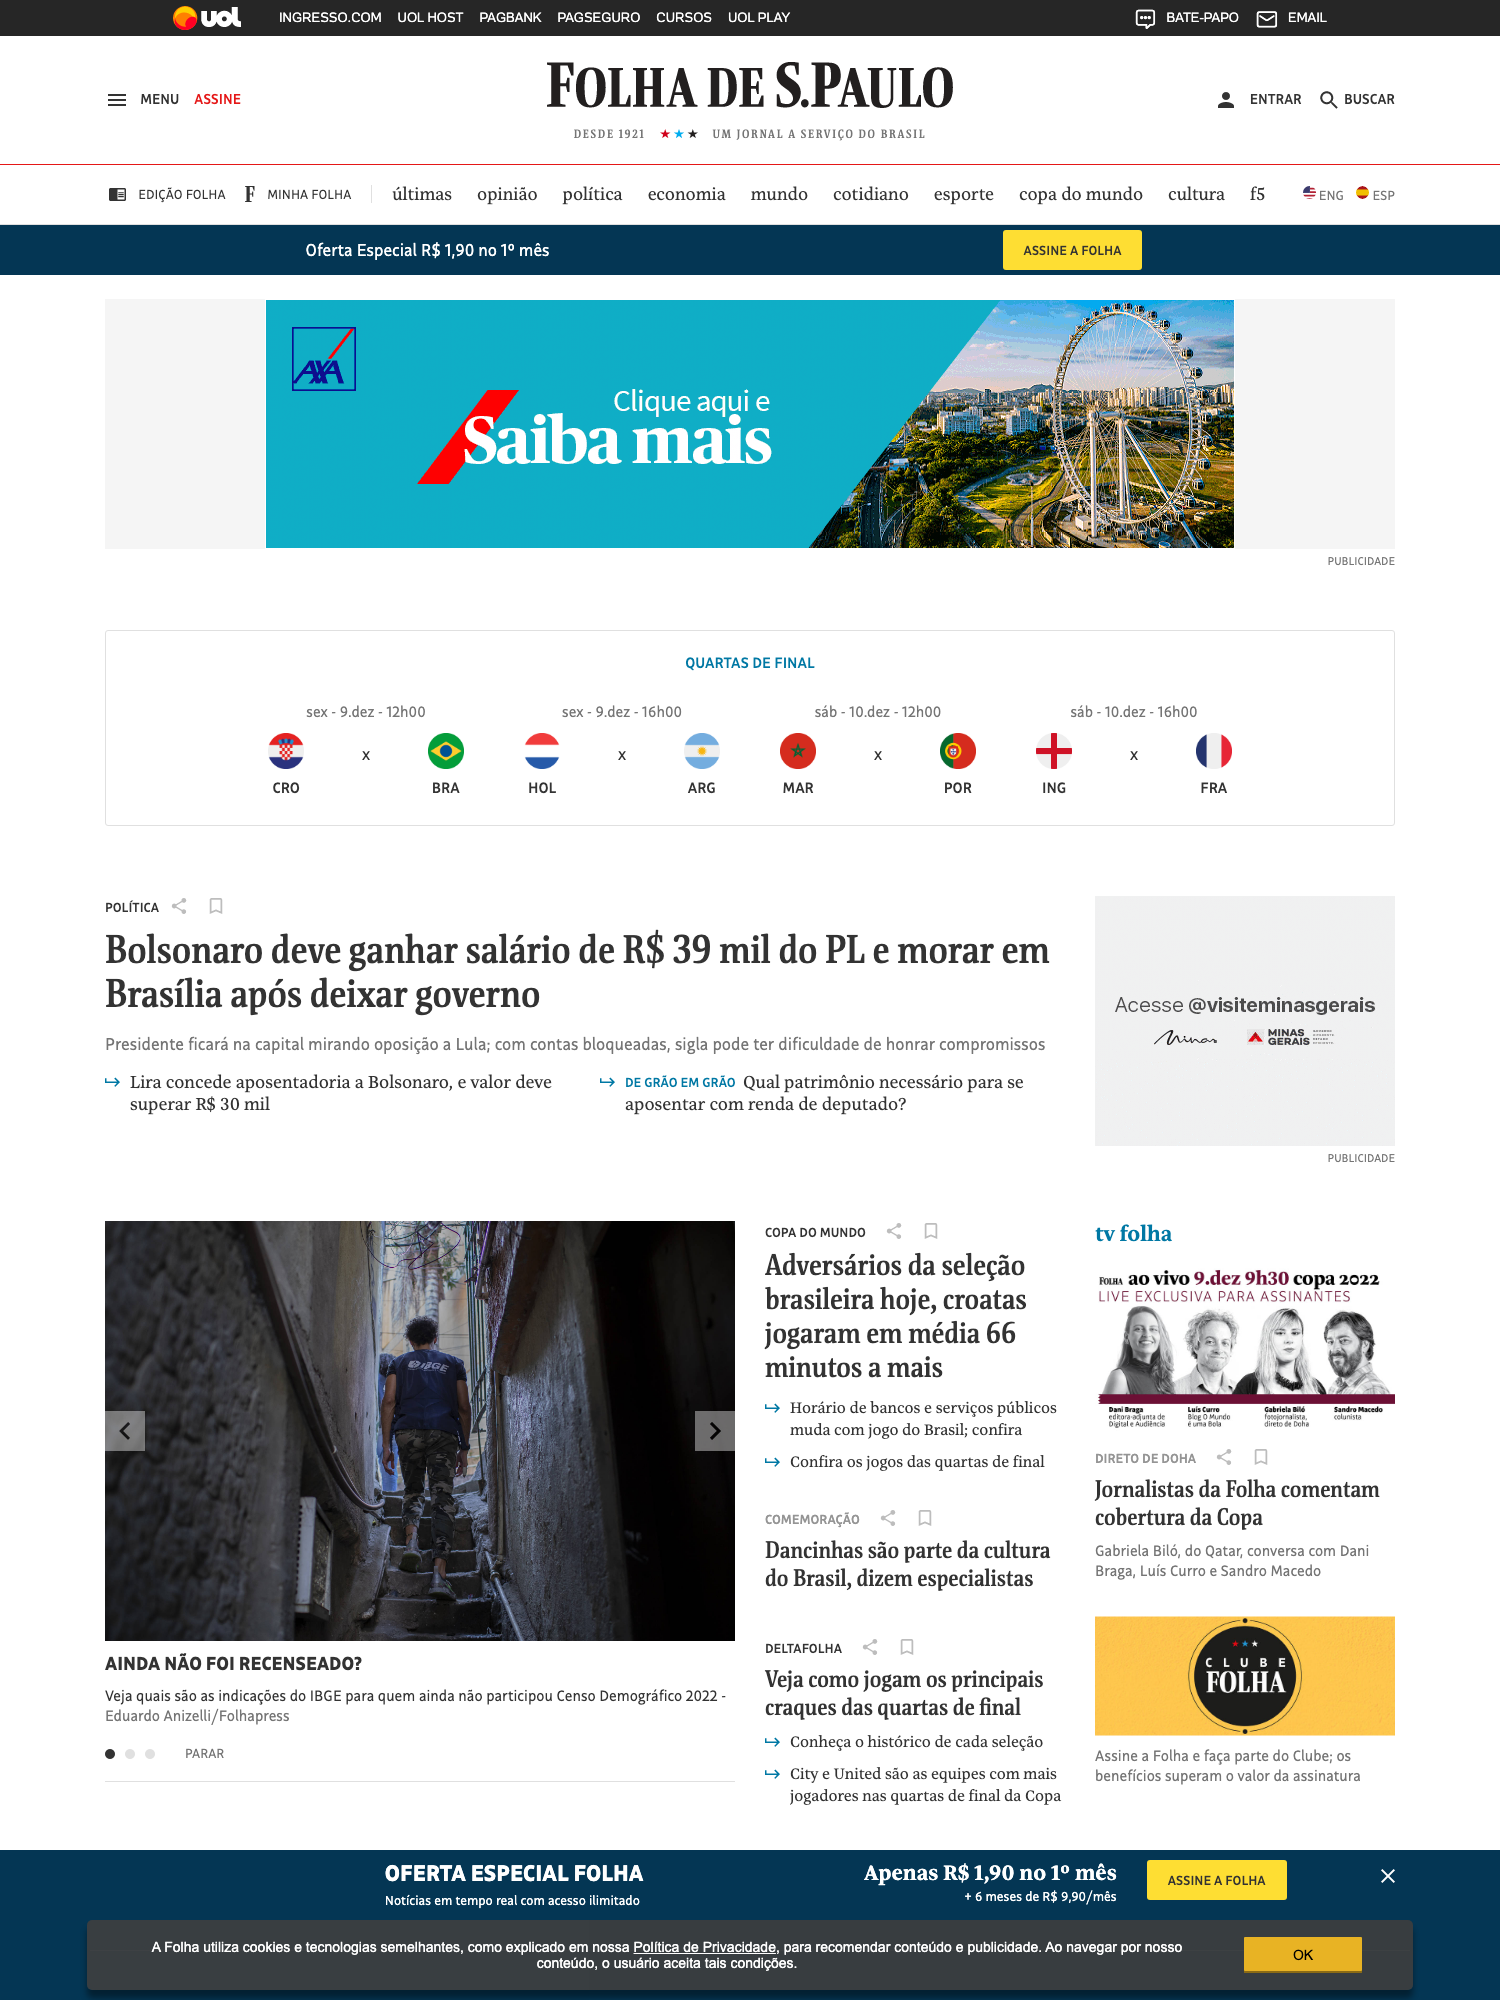 uol INGRESSO.COM UOL HOST PAGBANK PAGSEGURO CURSOS UOL PLAY BATE-PAPO EMAIL
MENU ASSINE
FOLHA DE S.PAULO
DESDE 1921 ★★★ UM JORNAL A SERVIÇO DO BRASIL
ENTRAR BUSCAR
EDIÇÃO FOLHA F MINHA FOLHA últimas opinião política economia mundo cotidiano esporte copa do mundo cultura f5 ENG ESP
Oferta Especial R$ 1,90 no 1º mês
ASSINE A FOLHA
AXA
Clique aqui e
Saiba mais
PUBLICIDADE
QUARTAS DE FINAL
sex - 9.dez - 12h00 sex - 9.dez - 16h00 sáb - 10.dez - 12h00 sáb - 10.dez - 16h00
x x x x
CRO BRA HOL ARG MAR POR ING FRA
POLÍTICA
Bolsonaro deve ganhar salário de R$ 39 mil do PL e morar em
Brasília após deixar governo
Presidente ficará na capital mirando oposição a Lula; com contas bloqueadas, sigla pode ter dificuldade de honrar compromissos
Lira concede aposentadoria a Bolsonaro, e valor deve
superar R$ 30 mil
DE GRÃO EM GRÃO Qual patrimônio necessário para se
aposentar com renda de deputado?
Acesse @visiteminasgerais
Minas
MINAS
GERAIS
PUBLICIDADE
IBGE
AINDA NÃO FOI RECENSEADO?
Veja quais são as indicações do IBGE para quem ainda não participou Censo Demográfico 2022 -
Eduardo Anizelli/Folhapress
PARAR
COPA DO MUNDO
Adversários da seleção
brasileira hoje, croatas
jogaram em média 66
minutos a mais
Horário de bancos e serviços públicos
muda com jogo do Brasil; confira
Confira os jogos das quartas de final
COMEMORAÇÃO
Dancinhas são parte da cultura
do Brasil, dizem especialistas
DELTAFOLHA
Veja como jogam os principais
craques das quartas de final
Conheça o histórico de cada seleção
City e United são as equipes com mais
jogadores nas quartas de final da Copa
tv folha
FOLHA ao vivo 9.dez 9h30 copa 2022
LIVE EXCLUSIVA PARA ASSINANTES
Dani Braga
editora-adjunta de
Digital e Audiência
Luís Curro
Blog O Mundo
é uma Bola
Gabriela Biló
fotojornalista,
direto de Doha
Sandro Macedo
colunista
DIRETO DE DOHA
Jornalistas da Folha comentam
cobertura da Copa
Gabriela Biló, do Qatar, conversa com Dani
Braga, Luís Curro e Sandro Macedo
CLUBE
FOLHA
Assine a Folha e faça parte do Clube; os
benefícios superam o valor da assinatura
OFERTA ESPECIAL FOLHA
Notícias em tempo real com acesso ilimitado
Apenas R$ 1,90 no 1º mês
+ 6 meses de R$ 9,90/mês
ASSINE A FOLHA
A Folha utiliza cookies e tecnologias semelhantes, como explicado em nossa Política de Privacidade, para recomendar conteúdo e publicidade. Ao navegar por nosso
conteúdo, o usuário aceita tais condições.
OK